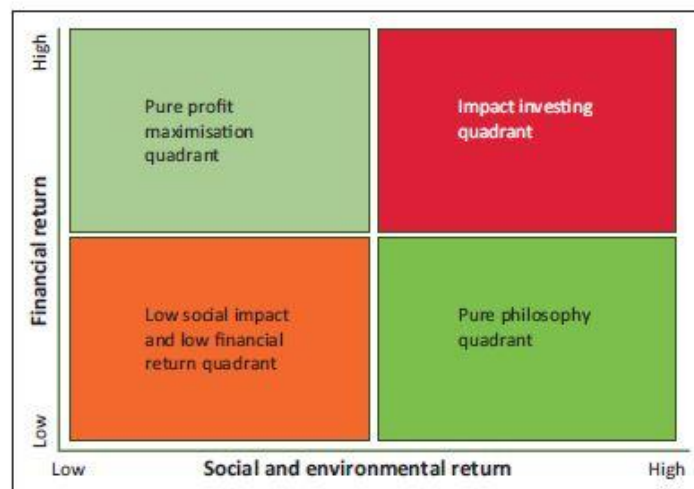 High
Pure profit
maximisation
quadrant
Impact investing
quadrant
Financial return
Low social impact
and low financial
return quadrant
Pure philosophy
quadrant
Low
Low
Social and environmental return
High